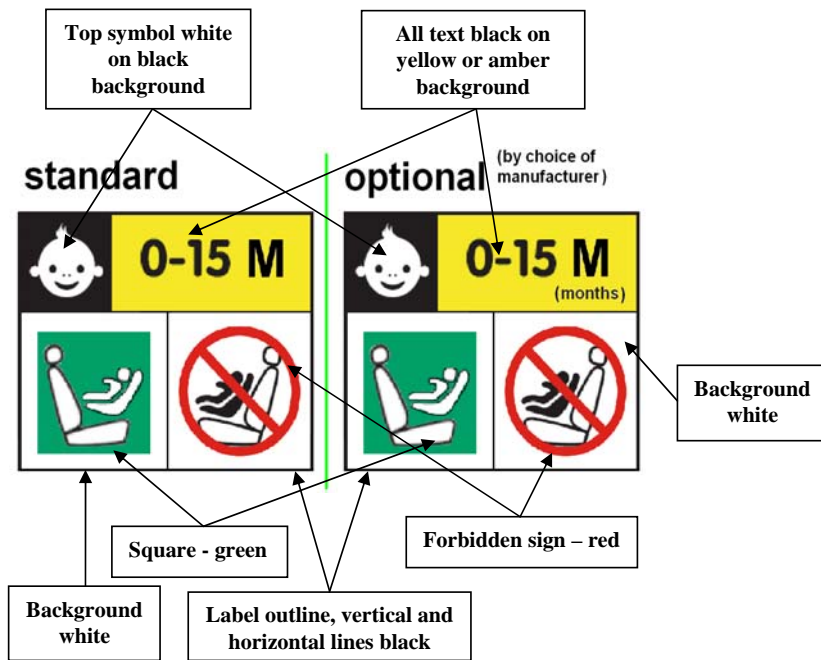 Top symbol white
on black
background
All text black on
yellow or amber
background
standard
optional
(by choice of
manufacturer)
0-15 M
0-15 M
(months)
Background
white
Square - green
Forbidden sign – red
Background
white
Label outline, vertical and
horizontal lines black